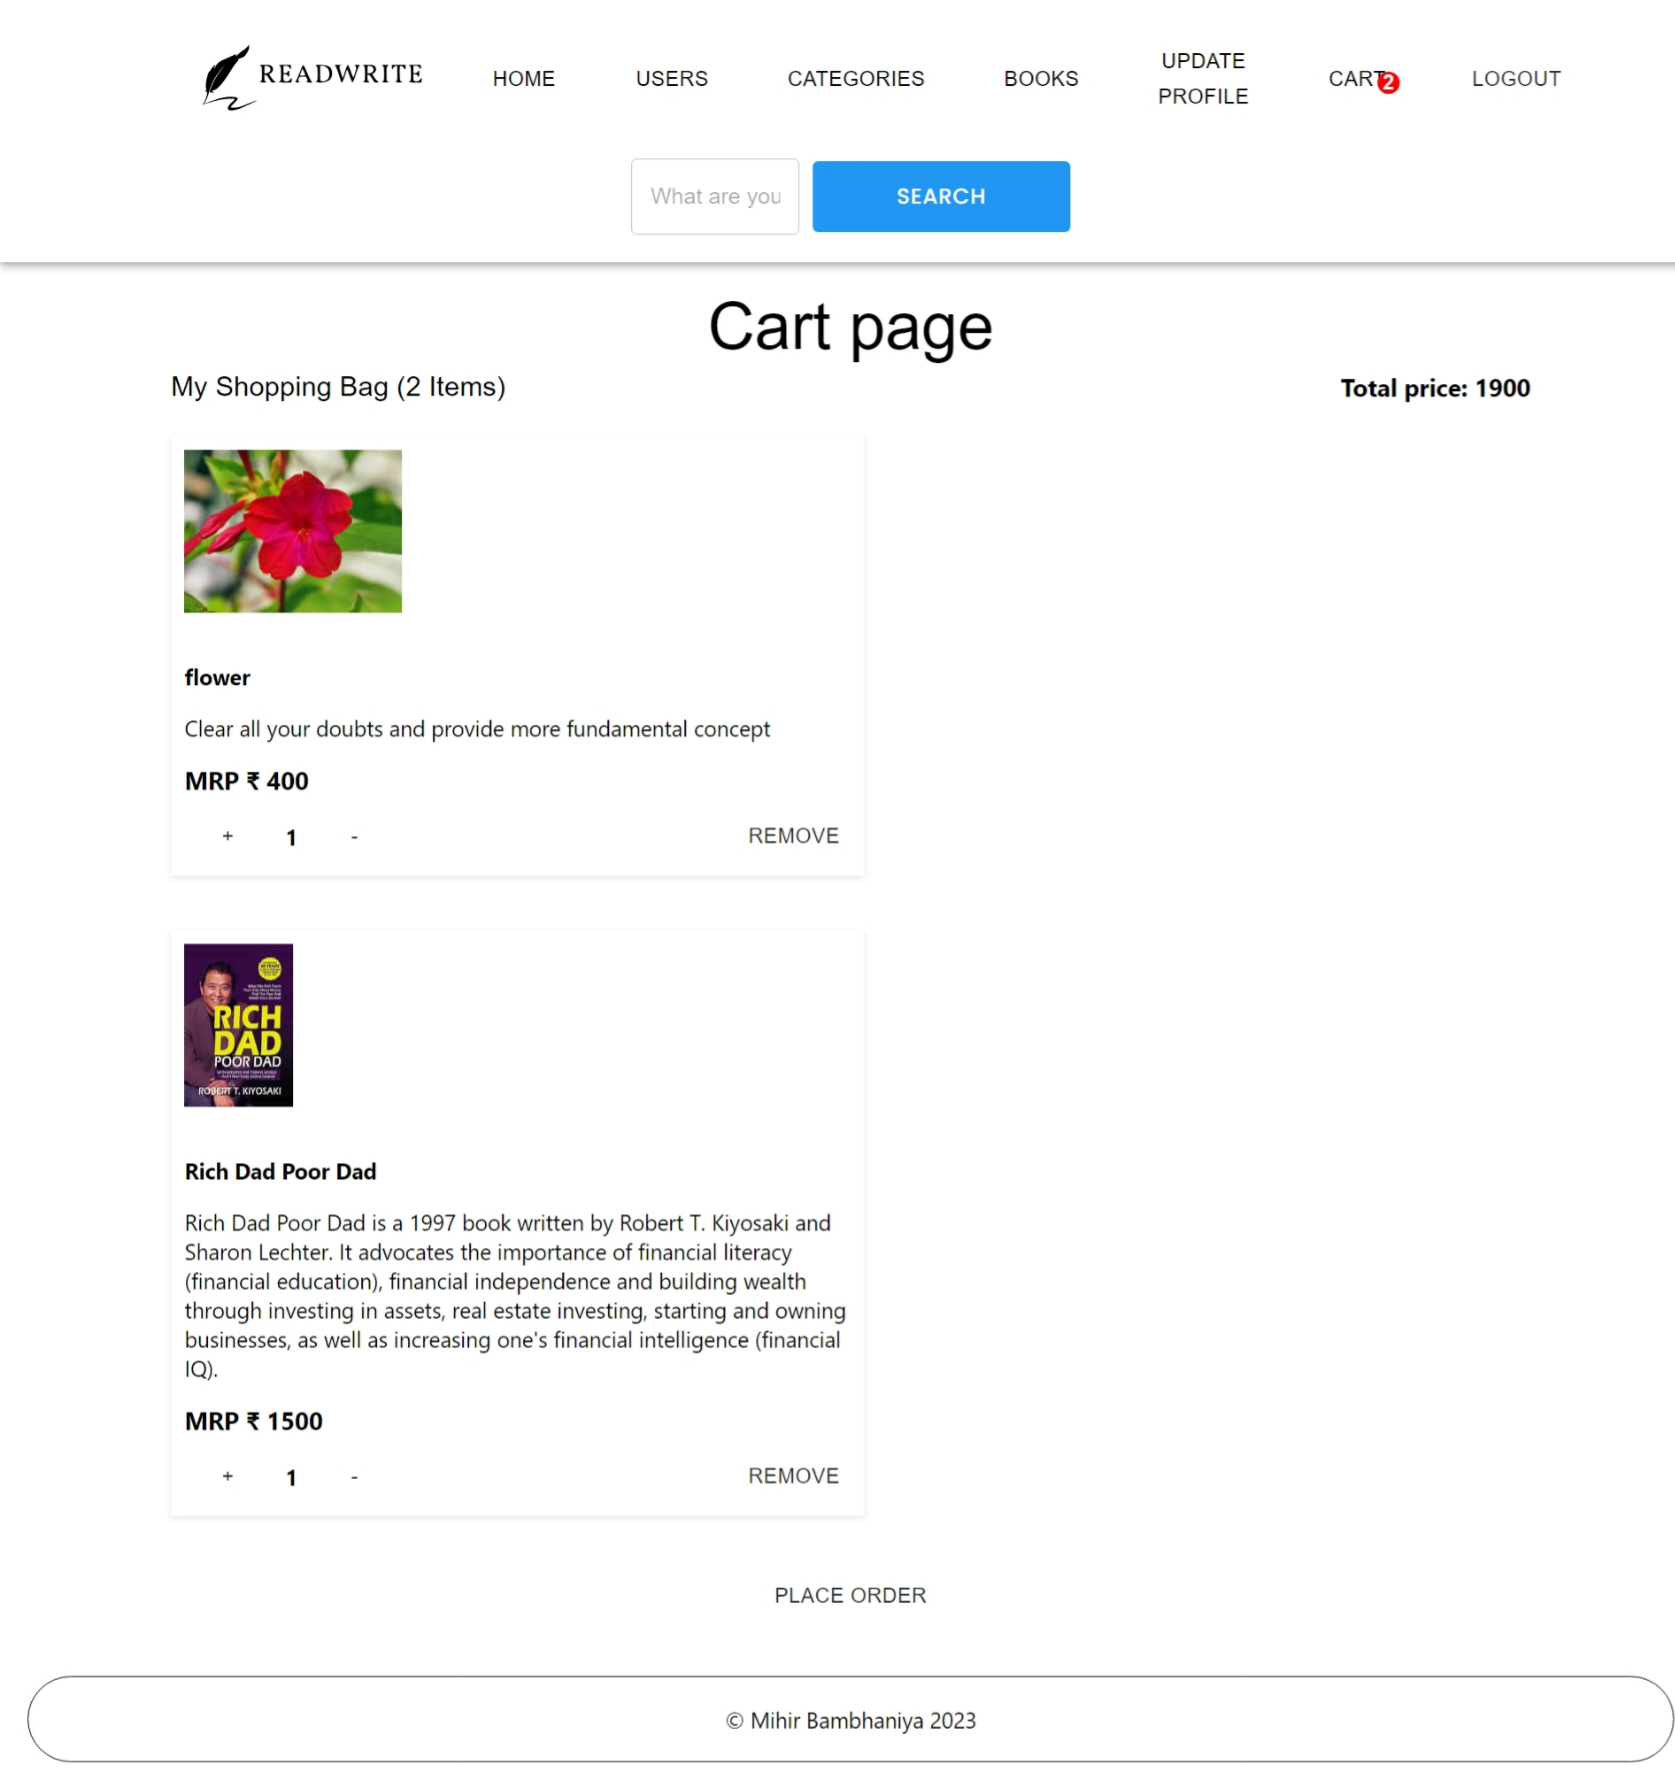 READWRITE
HOME
USERS
CATEGORIES
BOOKS
UPDATE
PROFILE
CART
2
LOGOUT
What are you
SEARCH
Cart page
My Shopping Bag (2 Items)
Total price: 1900
flower
Clear all your doubts and provide more fundamental concept
MRP ₹ 400
+ 1 -
REMOVE
RICH
DAD
POOR DAD
ROBERT T. KIYOSAKI
Rich Dad Poor Dad
Rich Dad Poor Dad is a 1997 book written by Robert T. Kiyosaki and
Sharon Lechter. It advocates the importance of financial literacy
(financial education), financial independence and building wealth
through investing in assets, real estate investing, starting and owning
businesses, as well as increasing one's financial intelligence (financial
IQ).
MRP ₹ 1500
+ 1 -
REMOVE
PLACE ORDER
© Mihir Bambhaniya 2023